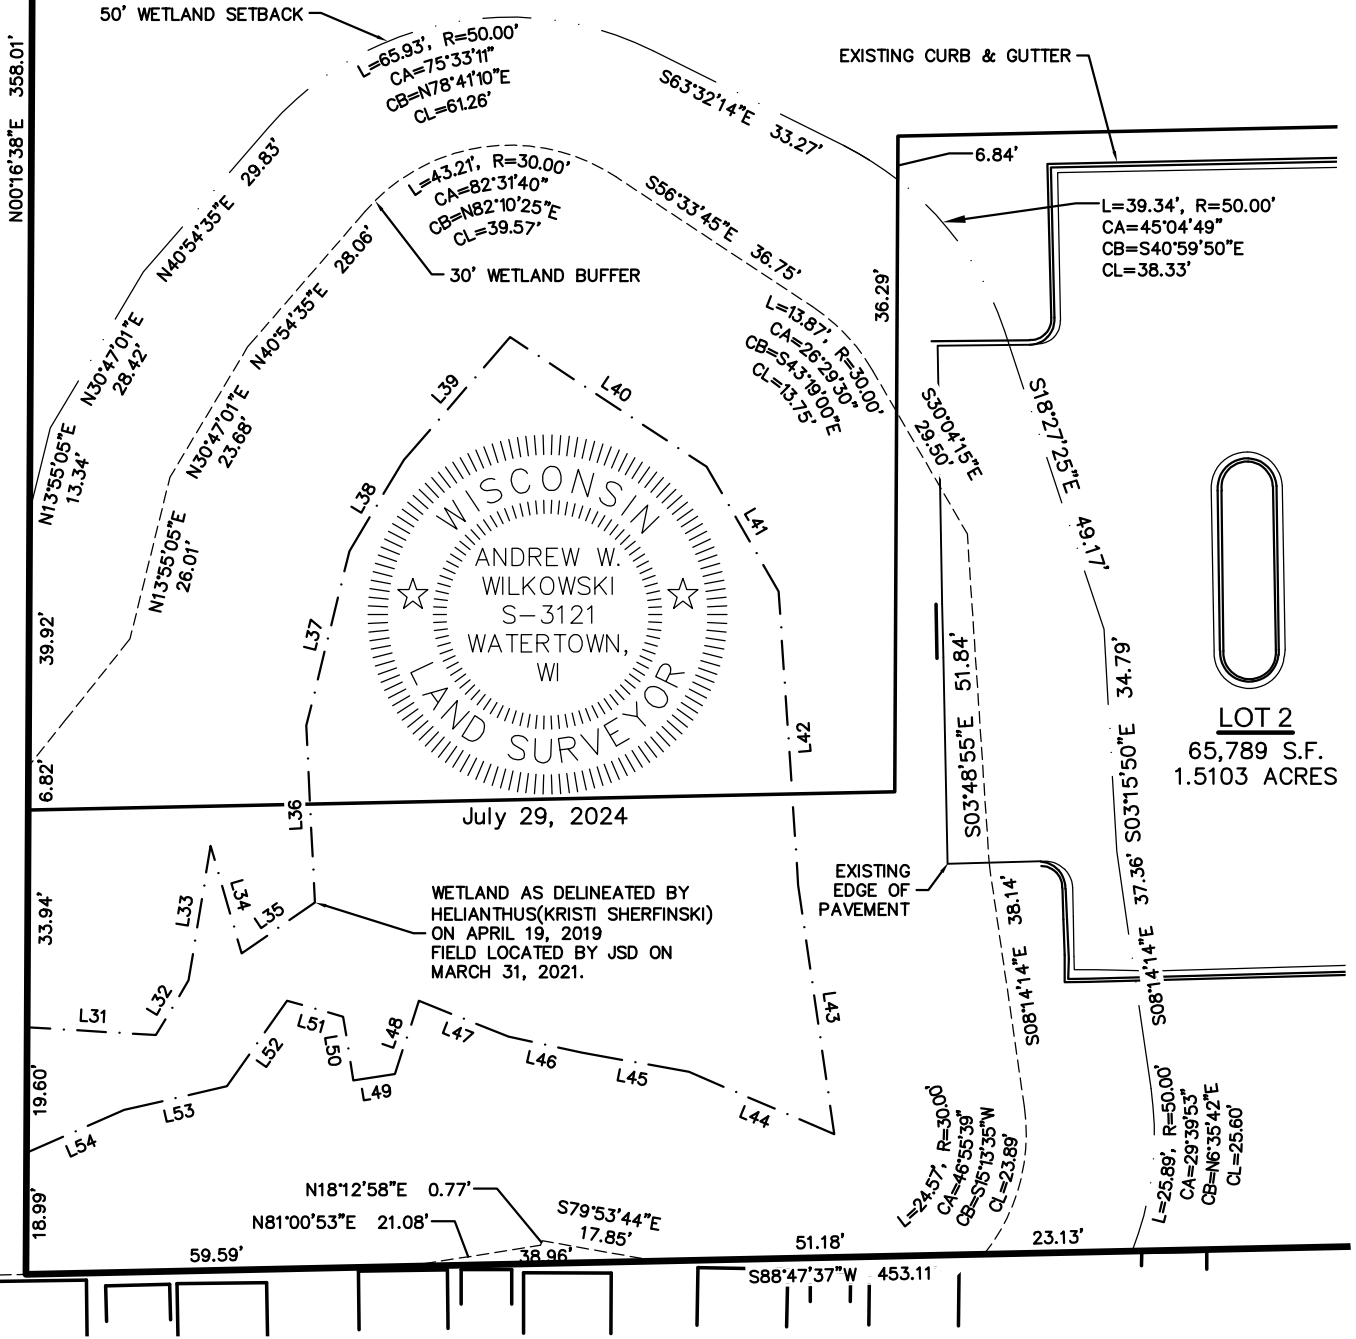 50' WETLAND SETBACK
N00°16'38"E 358.01'
L=65.93', R=50.00'
CA=75°33'11"
CB=N78°41'10"E
CL=61.26'
S63°32'14"E 33.27'
EXISTING CURB & GUTTER
6.84'
L=39.34', R=50.00'
CA=45°04'49"
CB=S40°59'50"E
CL=38.33'
N40°54'35"E 29.83'
L=43.21', R=30.00'
CA=82°31'40"
CB=N82°10'25"E
CL=39.57'
S56°33'45"E 36.75'
30' WETLAND BUFFER
N40°54'35"E 28.06'
36.29'
L=13.87', R=30.00'
CA=26°29'30"
CB=S43°19'00"E
CL=13.75'
N30°47'01"E
28.42'
N30°47'01"E
23.68'
N13°55'05"E
13.34'
N13°55'05"E
26.01'
S30°04'15"E
29.50'
S18°27'25"E 49.17'
L39
L40
L38
L41
L37
L42
L36
WISCONSIN
ANDREW W.
WILKOWSKI
S-3121
WATERTOWN,
WI
LAND SURVEYOR
July 29, 2024
39.92'
6.82'
S03°48'55"E 51.84'
S03°15'50"E 34.79'
LOT 2
65,789 S.F.
1.5103 ACRES
EXISTING
EDGE OF
PAVEMENT
WETLAND AS DELINEATED BY
HELIANTHUS(KRISTI SHERFINSKI)
ON APRIL 19, 2019
FIELD LOCATED BY JSD ON
MARCH 31, 2021.
33.94'
L33
L34
L35
L31
L32
L51
L50
L52
L48
L47
L49
L46
L45
L44
L43
L53
L54
S08°14'14"E 38.14'
S08°14'14"E 37.36'
19.60'
18.99'
L=24.57', R=30.00'
CA=46°55'39"
CB=S15°13'35"W
CL=23.89'
L=25.89', R=50.00'
CA=29°39'53"
CB=N6°35'42"E
CL=25.60'
N18°12'58"E 0.77'
N81°00'53"E 21.08'
S79°53'44"E
17.85'
59.59'
38.96'
51.18'
23.13'
S88°47'37"W 453.11